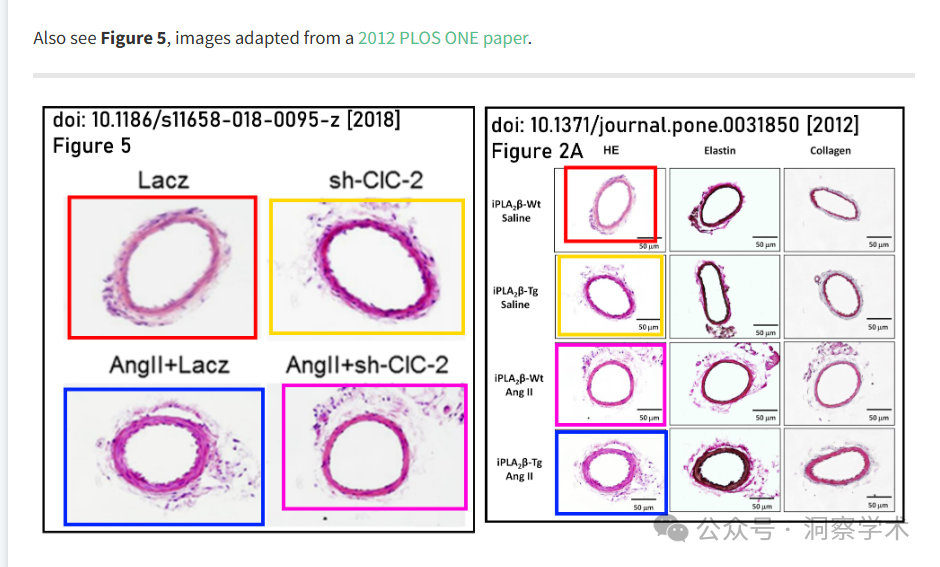 Also see Figure 5, images adapted from a 2012 PLOS ONE paper.
doi: 10.1186/s11658-018-0095-z [2018]
Figure 5
Lacz
sh-ClC-2
AngII+Lacz
AngII+sh-ClC-2
doi: 10.1371/journal.pone.0031850 [2012]
Figure 2A
HE
Elastin
Collagen
iPLA₂β-Wt
Saline
50 μm
50 μm
50 μm
iPLA₂β-Tg
Saline
50 μm
50 μm
50 μm
iPLA₂β-Wt
Ang II
50 μm
50 μm
50 μm
iPLA₂β-Tg
Ang II
50 μm
50 μm
50 μm
公众号 · 洞察学术